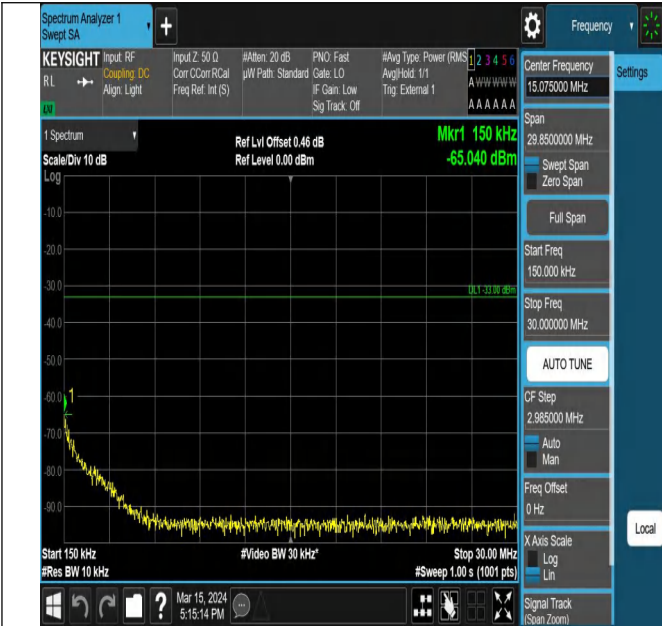 Spectrum Analyzer 1
Swept SA
Frequency
KEYSIGHT
RL
LXI
Input: RF
Coupling: DC
Align: Light
Input Z: 50 Ω
Corr CCorr RCal
Freq Ref: Int (S)
#Atten: 20 dB
µW Path: Standard
PNO: Fast
Gate: LO
IF Gain: Low
Sig Track: Off
#Avg Type: Power (RMS
Avg|Hold: 1/1
Trig: External 1
1 2 3 4 5 6
A W W W W W
A A A A A A
Center Frequency
15.075000 MHz
Settings
Span
29.8500000 MHz
Swept Span
Zero Span
Full Span
Start Freq
150.000 kHz
Stop Freq
30.000000 MHz
AUTO TUNE
CF Step
2.985000 MHz
Auto
Man
Freq Offset
0 Hz
X Axis Scale
Log
Lin
Signal Track
(Span Zoom)
Local
1 Spectrum
Scale/Div 10 dB
Log
Ref Lvl Offset 0.46 dB
Ref Level 0.00 dBm
Mkr1 150 kHz
-65.040 dBm
-10.0
-20.0
-30.0
DL1 -33.00 dBm
-40.0
-50.0
-60.0
1
-70.0
-80.0
-90.0
Start 150 kHz
#Res BW 10 kHz
#Video BW 30 kHz*
Stop 30.00 MHz
#Sweep 1.00 s (1001 pts)
Mar 15, 2024
5:15:14 PM